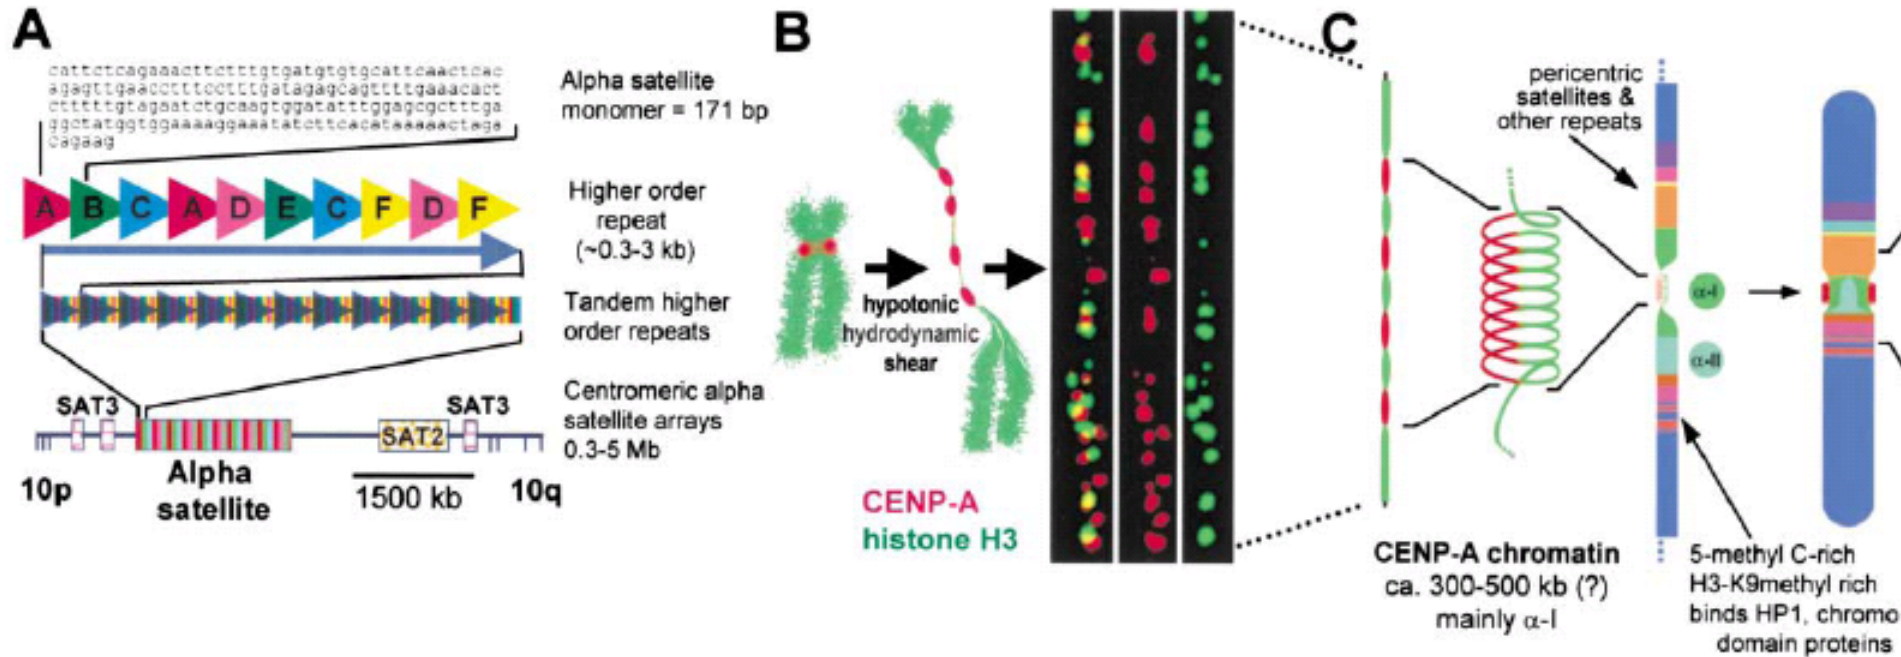 A
cattctcagaaacttctttgtgatgtgtgcattcaactcac
agagttgaacctttcctttgatagagcagttttgaaacact
ctttttgtagaatctgcaagtggatatttggagcgctttga
ggctatggtggaaaaggaaatatcttcacataaaaactaga
cagaag
Alpha satellite
monomer = 171 bp
A B C A D E C F D F
Higher order
repeat
(~0.3-3 kb)
Tandem higher
order repeats
SAT3
SAT3
SAT2
Centromeric alpha
satellite arrays
0.3-5 Mb
10p
Alpha
satellite
1500 kb
10q
B
hypotonic
hydrodynamic
shear
CENP-A
histone H3
C
pericentric
satellites &
other repeats
α-I
α-II
CENP-A chromatin
ca. 300-500 kb (?)
mainly α-I
5-methyl C-rich
H3-K9methyl rich
binds HP1, chromo
domain proteins